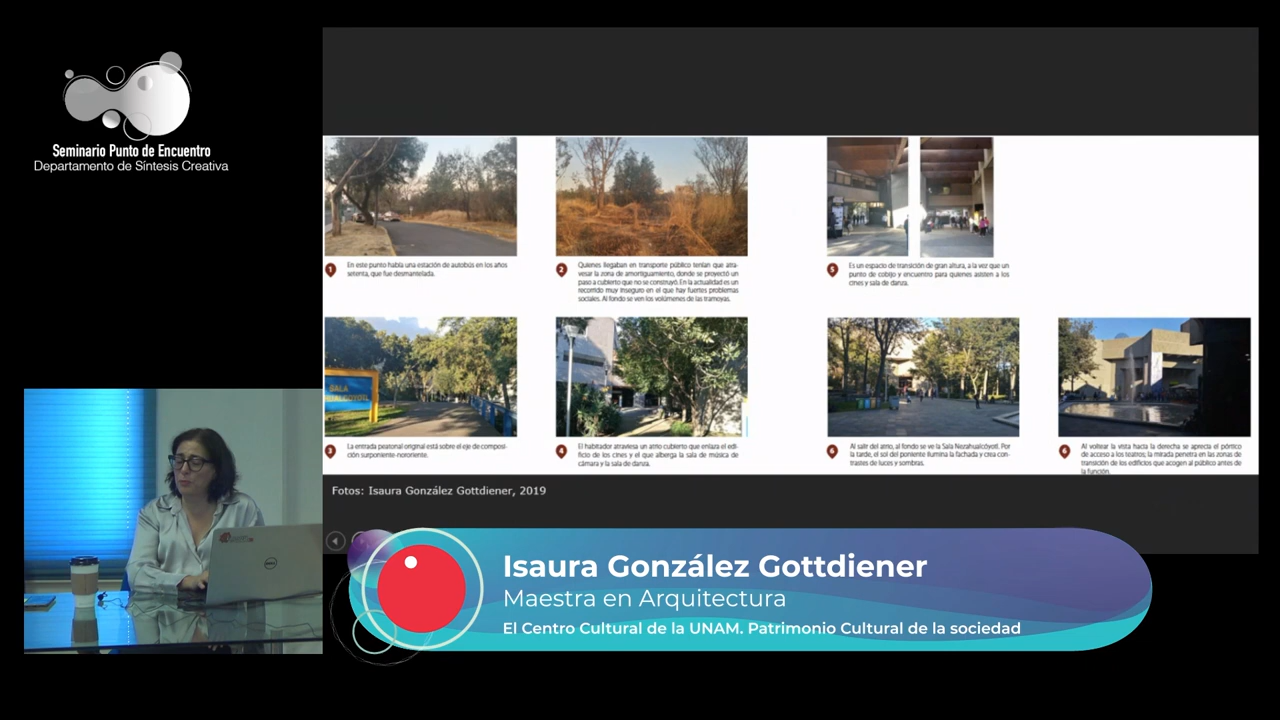 Seminario Punto de Encuentro
Departamento de Síntesis Creativa
1
En este punto había una estación de autobús en los años
setenta, que fue desmantelada.
2
Quienes llegaban en transporte público tenían que atra-
vesar la zona de amortiguamiento, donde se proyectó un
paso a cubierto que no se construyó. En la actualidad es un
recorrido muy inseguro en el que hay fuertes problemas
sociales. Al fondo se ven los volúmenes de las tramoyas.
5
Es un espacio de transición de gran altura, a la vez que un
punto de cobijo y encuentro para quienes asisten a los
cines y sala de danza.
SALA
3
La entrada peatonal original está sobre el eje de composi-
ción surponiente-nororiente.
4
El habitador atraviesa un atrio cubierto que enlaza el edi-
ficio de los cines y el que alberga la sala de música de
cámara y la sala de danza.
6
Al salir del atrio, al fondo se ve la Sala Nezahualcóyotl. Por
la tarde, el sol del poniente ilumina la fachada y crea con-
trastes de luces y sombras.
6
Al voltear la vista hacia la derecha se aprecia el pórtico
de acceso a los teatros; la mirada penetra en las zonas de
transición de los edificios que acogen al público antes de
la función.
Fotos: Isaura González Gottdiener, 2019
DELL
Isaura González Gottdiener
Maestra en Arquitectura
El Centro Cultural de la UNAM. Patrimonio Cultural de la sociedad